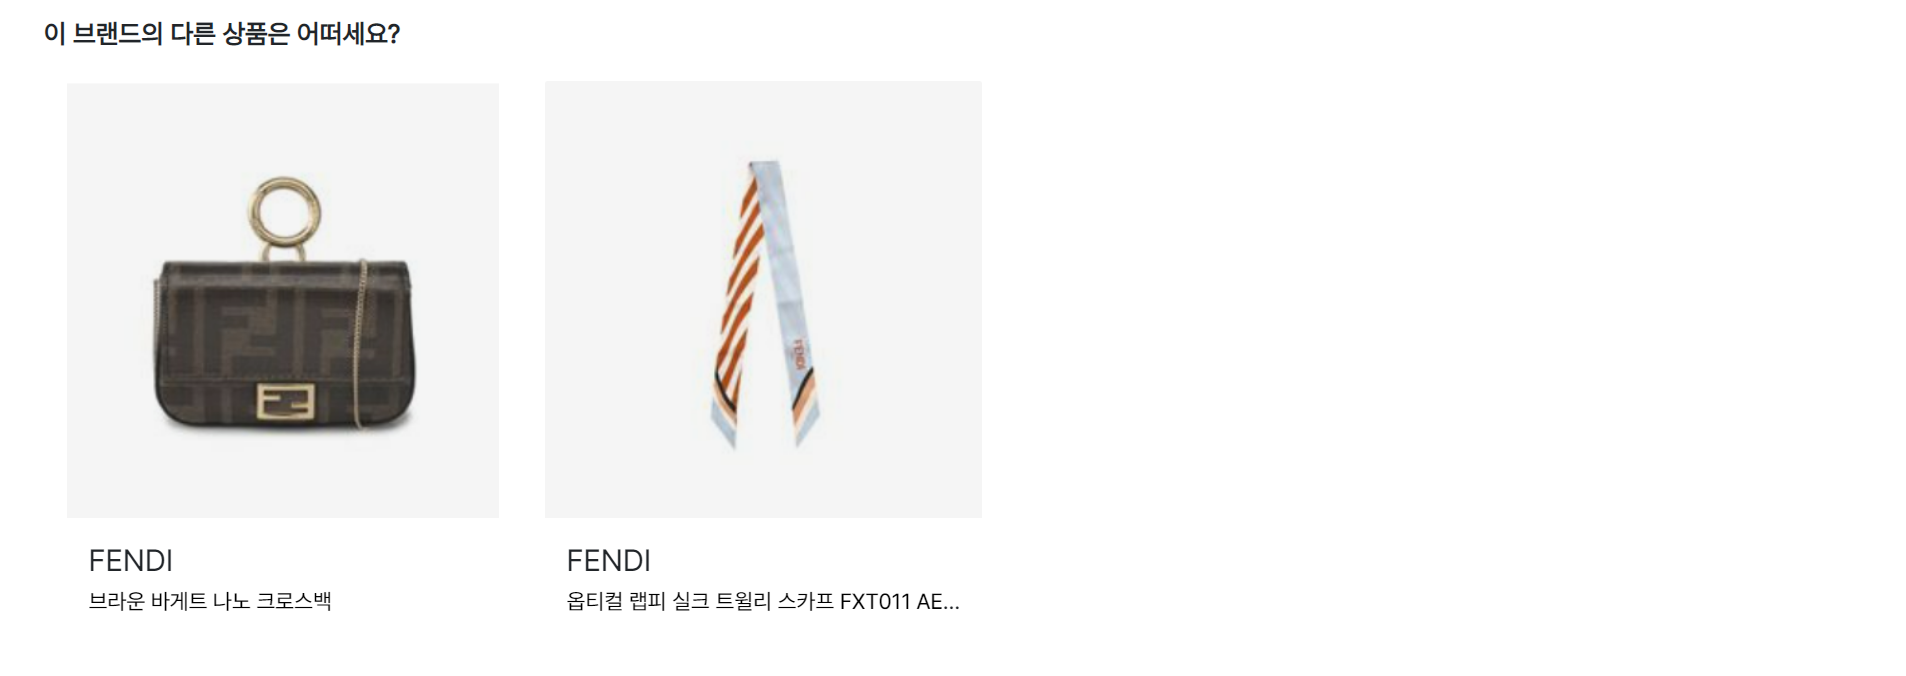 이 브랜드의 다른 상품은 어떠세요?
FENDI
FENDI
브라운 바게트 나노 크로스백
FENDI
옵티컬 랩피 실크 트윌리 스카프 FXT011 AE...